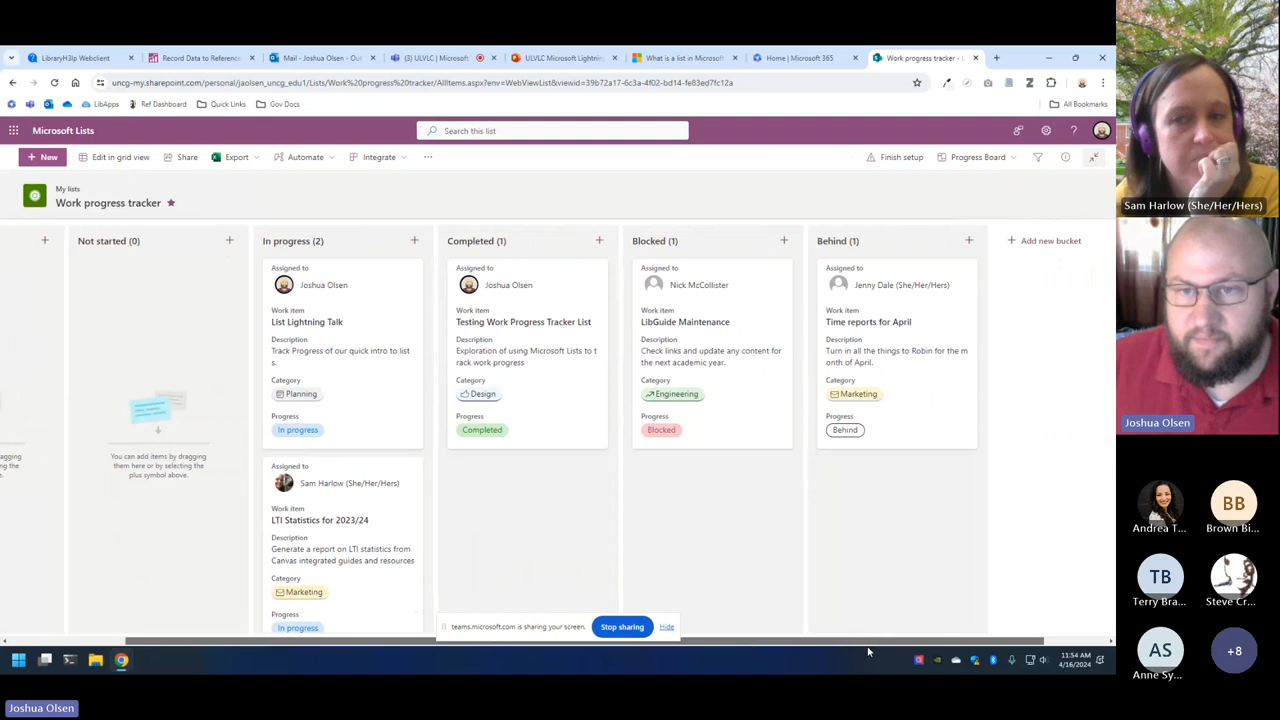 LibraryH3lp Webclient
Record Data to Reference
Mail - Joshua Olsen - Out
(3) ULVLC | Microsoft
ULVLC Microsoft Lightning
What is a list in Microsoft
Home | Microsoft 365
Work progress tracker - L
uncg-my.sharepoint.com/personal/jaolsen_uncg_edu1/Lists/Work%20progress%20tracker/AllItems.aspx?env=WebViewList&viewid=39b72a17-6c3a-4f02-bd14-fe83ed7fc12a
LibApps
Ref Dashboard
Quick Links
Gov Docs
All Bookmarks
Microsoft Lists
Search this list
New
Edit in grid view
Share
Export
Automate
Integrate
Finish setup
Progress Board
My lists
Work progress tracker
Not started (0)
In progress (2)
Completed (1)
Blocked (1)
Behind (1)
Add new bucket
agging
ng the
You can add items by dragging
them here or by selecting the
plus symbol above.
Assigned to
Joshua Olsen
Work item
List Lightning Talk
Description
Track Progress of our quick intro to list
s.
Category
Planning
Progress
In progress
Assigned to
Sam Harlow (She/Her/Hers)
Work item
LTI Statistics for 2023/24
Description
Generate a report on LTI statistics from
Canvas integrated guides and resources
Category
Marketing
Progress
In progress
Assigned to
Joshua Olsen
Work item
Testing Work Progress Tracker List
Description
Exploration of using Microsoft Lists to t
rack work progress
Category
Design
Progress
Completed
Assigned to
Nick McCollister
Work item
LibGuide Maintenance
Description
Check links and update any content for
the next academic year.
Category
Engineering
Progress
Blocked
Assigned to
Jenny Dale (She/Her/Hers)
Work item
Time reports for April
Description
Turn in all the things to Robin for the m
onth of April.
Category
Marketing
Progress
Behind
teams.microsoft.com is sharing your screen.
Stop sharing
Hide
11:54 AM
4/16/2024
Sam Harlow (She/Her/Hers)
Joshua Olsen
Andrea T...
BB
Brown Bi...
TB
Terry Bra...
Steve Cr...
AS
Anne Sy...
+8
Joshua Olsen